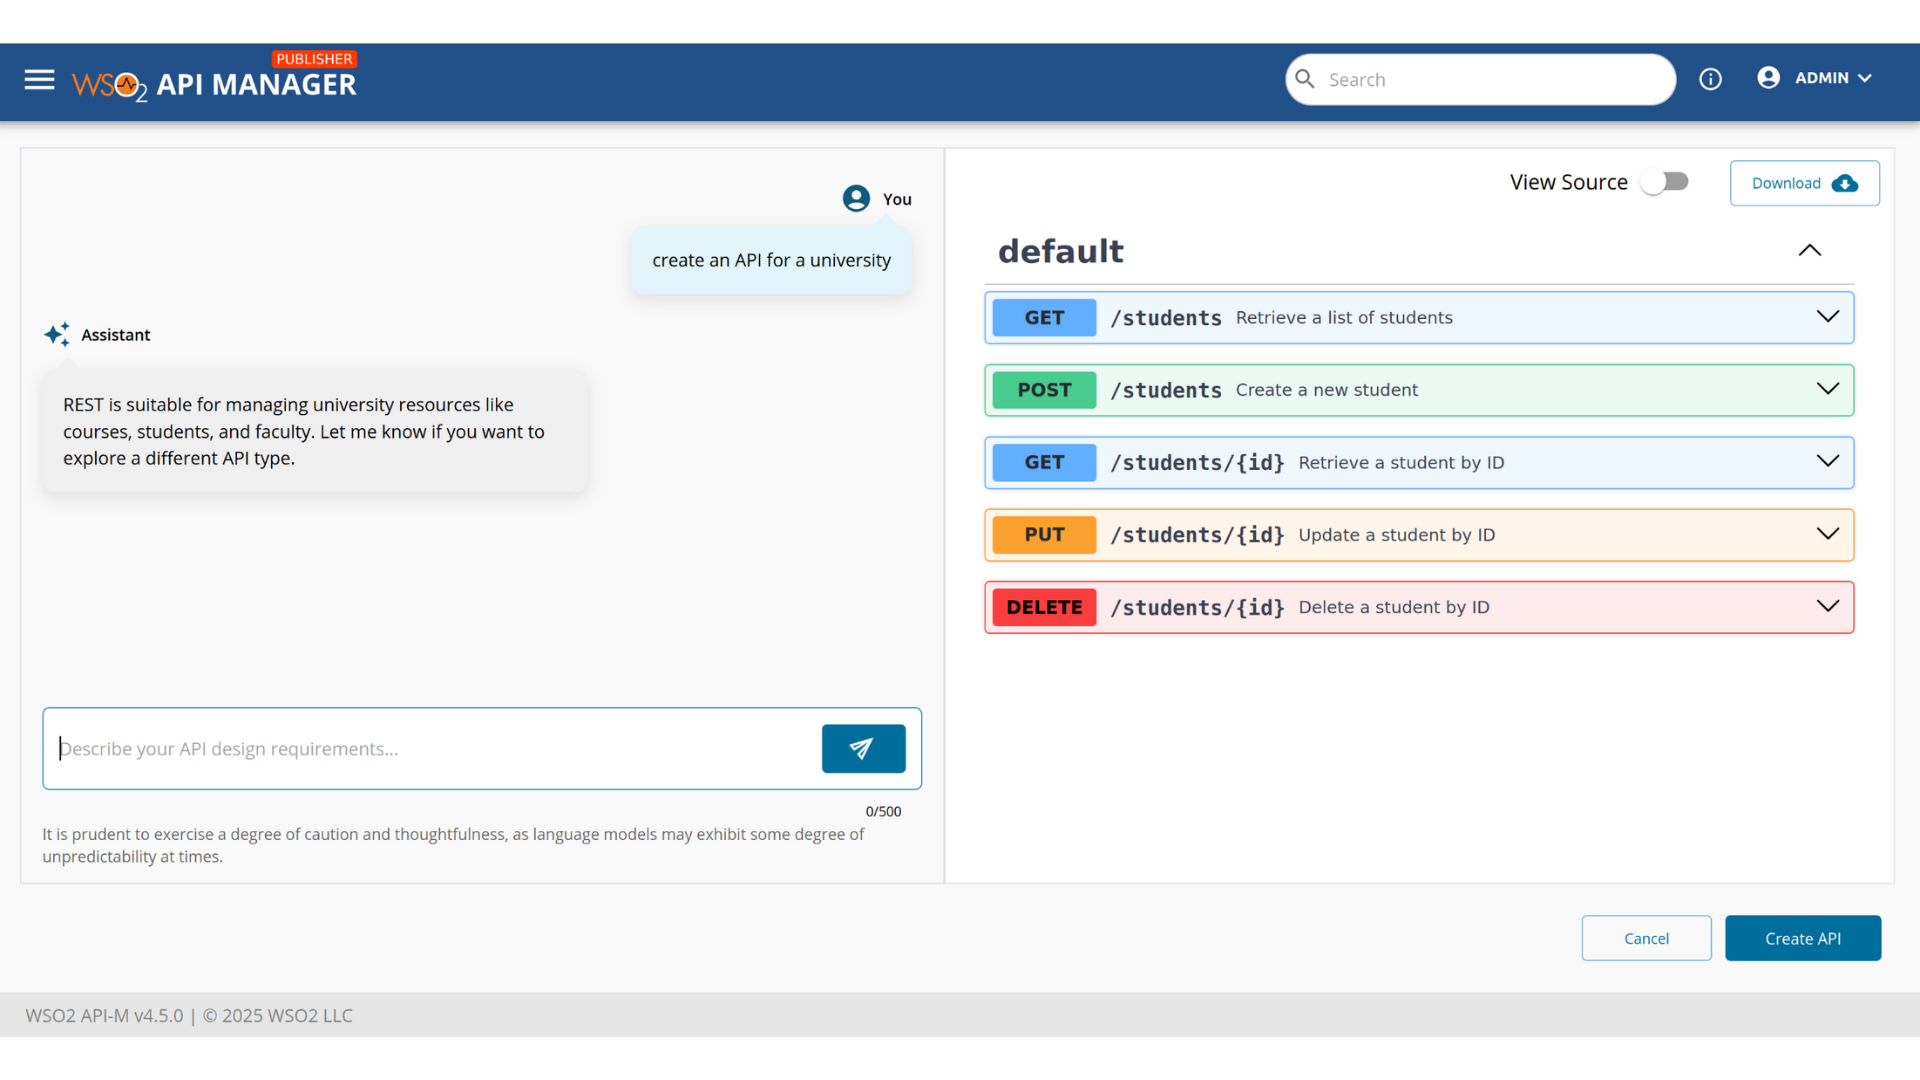 PUBLISHER
WSO2 API MANAGER
Search
ADMIN
You
create an API for a university
Assistant
REST is suitable for managing university resources like
courses, students, and faculty. Let me know if you want to
explore a different API type.
Describe your API design requirements...
0/500
It is prudent to exercise a degree of caution and thoughtfulness, as language models may exhibit some degree of
unpredictability at times.
View Source
Download
default
GET /students Retrieve a list of students
POST /students Create a new student
GET /students/{id} Retrieve a student by ID
PUT /students/{id} Update a student by ID
DELETE /students/{id} Delete a student by ID
Cancel
Create API
WSO2 API-M v4.5.0 | © 2025 WSO2 LLC